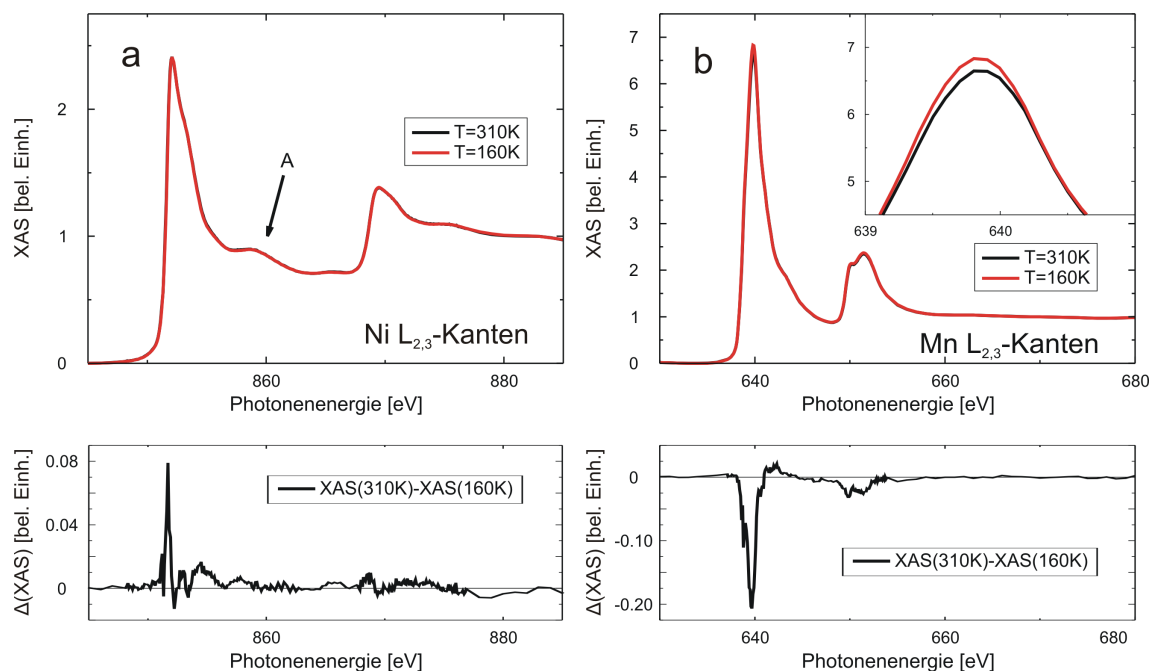 a
XAS [bel. Einh.]
2
1
0
T=310K
T=160K
A
Ni L2,3-Kanten
860
880
Photonenenergie [eV]
b
XAS [bel. Einh.]
7
6
5
4
3
2
1
0
7
6
5
639
640
T=310K
T=160K
Mn L2,3-Kanten
640
660
680
Photonenenergie [eV]
Δ(XAS) [bel. Einh.]
0.08
0.04
0
XAS(310K)-XAS(160K)
860
880
Photonenenergie [eV]
Δ(XAS) [bel. Einh.]
0
-0.10
-0.20
XAS(310K)-XAS(160K)
640
660
680
Photonenenergie [eV]